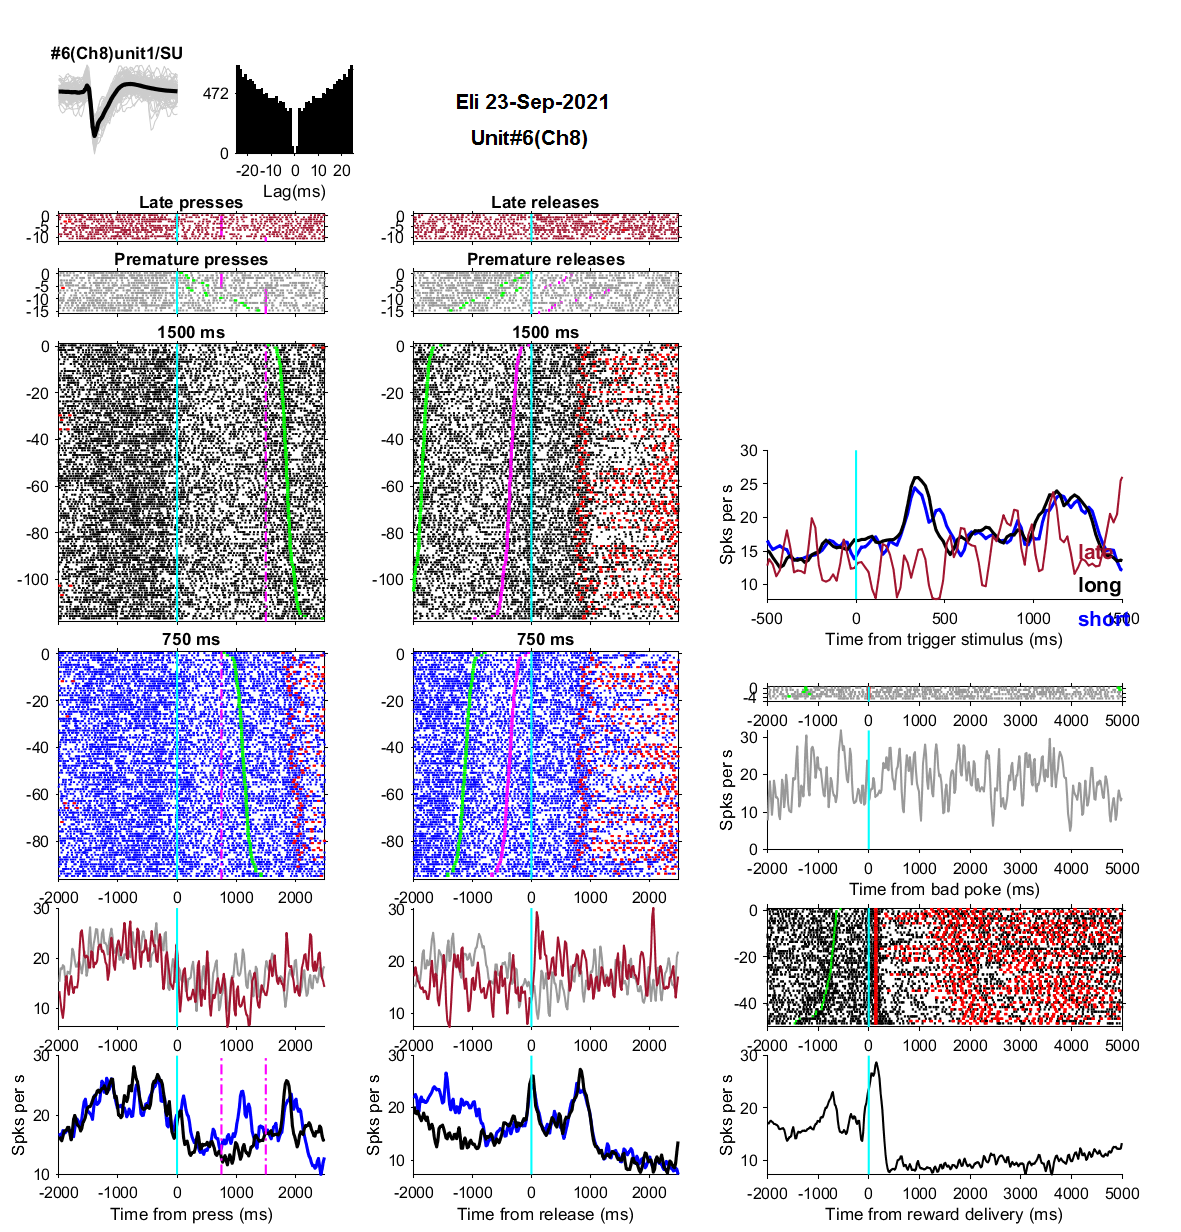 #6(Ch8)unit1/SU
472
0
-20 -10 0 10 20
Lag(ms)
Eli 23-Sep-2021
Unit#6(Ch8)
Late presses
0
-5
-10
Late releases
0
-5
-10
Premature presses
0
-5
-10
-15
Premature releases
0
-5
-10
-15
1500 ms
0
-20
-40
-60
-80
-100
1500 ms
0
-20
-40
-60
-80
-100
30
25
20
15
10
Spks per s
late
long
short
-500 0 500 1000 1500
Time from trigger stimulus (ms)
750 ms
0
-20
-40
-60
-80
-2000 -1000 0 1000 2000
750 ms
0
-20
-40
-60
-80
-2000 -1000 0 1000 2000
0
-4
-2000 -1000 0 1000 2000 3000 4000 5000
30
20
10
0
Spks per s
-2000 -1000 0 1000 2000 3000 4000 5000
Time from bad poke (ms)
30
20
10
-2000 -1000 0 1000 2000
30
20
10
-2000 -1000 0 1000 2000
0
-20
-40
-2000 -1000 0 1000 2000 3000 4000 5000
30
20
10
Spks per s
-2000 -1000 0 1000 2000
Time from press (ms)
30
20
10
Spks per s
-2000 -1000 0 1000 2000
Time from release (ms)
30
20
10
Spks per s
-2000 -1000 0 1000 2000 3000 4000 5000
Time from reward delivery (ms)